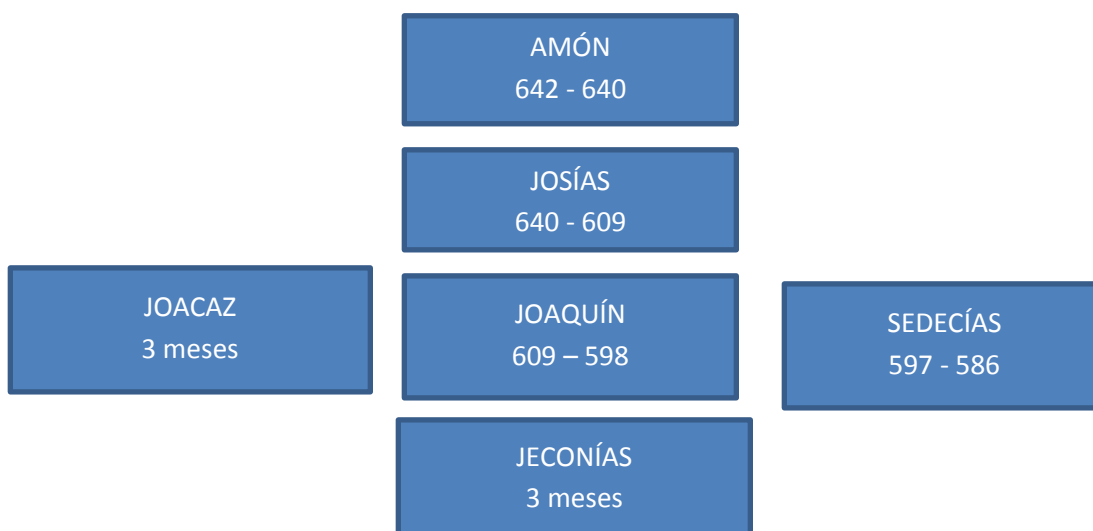 AMÓN
642 - 640
JOSÍAS
640 - 609
JOACAZ
3 meses
JOAQUÍN
609 – 598
SEDECÍAS
597 - 586
JECONÍAS
3 meses